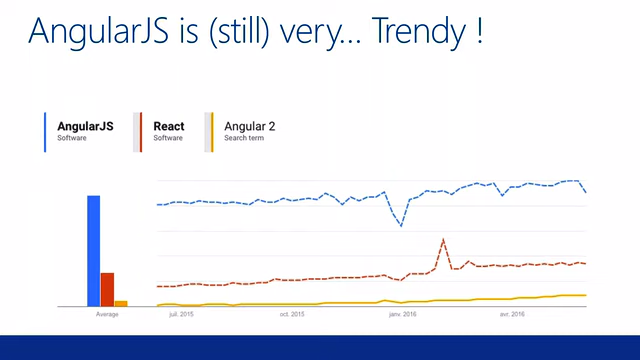 AngularJS is (still) very... Trendy !
AngularJS
Software
React
Software
Angular 2
Search term
Average
juil. 2015
oct. 2015
janv. 2016
avr. 2016